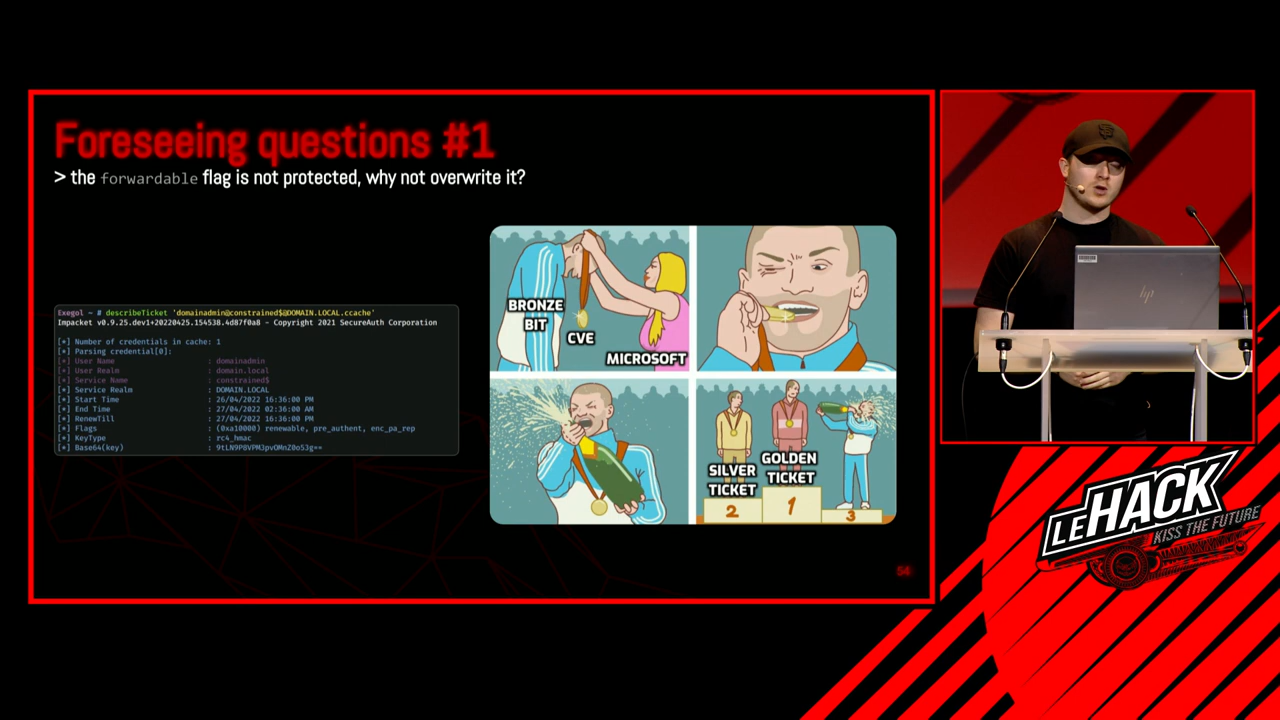 Foreseeing questions #1
> the forwardable flag is not protected, why not overwrite it?
Exegol ~ # describeTicket 'domainadmin@constrained$@DOMAIN.LOCAL.ccache'
Impacket v0.9.25.dev1+20220425.154538.4d87f0a8 - Copyright 2021 SecureAuth Corporation
[*] Number of credentials in cache: 1
[*] Parsing credential[0]:
[*] User Name : domainadmin
[*] User Realm : domain.local
[*] Service Name : constrained$
[*] Service Realm : DOMAIN.LOCAL
[*] Start Time : 26/04/2022 16:36:00 PM
[*] End Time : 27/04/2022 02:36:00 AM
[*] RenewTill : 27/04/2022 16:36:00 PM
[*] Flags : (0xa10000) renewable, pre_authent, enc_pa_rep
[*] KeyType : rc4_hmac
[*] Base64(key) :
BRONZE
BIT
CVE
MICROSOFT
SILVER
TICKET
GOLDEN
TICKET
2
1
3
54
hp
LEHACK
KISS THE FUTURE